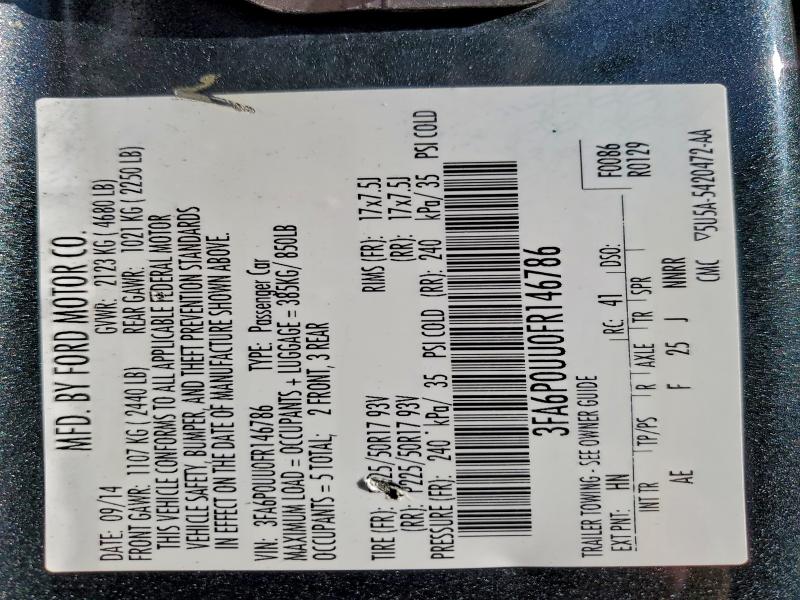 MFD. BY FORD MOTOR CO.
DATE: 09/14 GVWR: 2123 KG ( 4680 LB)
FRONT GAWR: 1107 KG ( 2440 LB) REAR GAWR: 1021 KG ( 2250 LB)
THIS VEHICLE CONFORMS TO ALL APPLICABLE FEDERAL MOTOR
VEHICLE SAFETY, BUMPER, AND THEFT PREVENTION STANDARDS
IN EFFECT ON THE DATE OF MANUFACTURE SHOWN ABOVE.
VIN: 3FA6P0UU0FR146786 TYPE: Passenger Car
MAXIMUM LOAD = OCCUPANTS + LUGGAGE = 385KG/ 850LB
OCCUPANTS = 5 TOTAL; 2 FRONT, 3 REAR
TIRE (FR): P225/50R17 93V RIMS (FR): 17x7.5J
(RR): P225/50R17 93V (RR): 17x7.5J
PRESSURE (FR): 240 kPa/ 35 PSI COLD (RR): 240 kPa/ 35 PSI COLD
3FA6P0UU0FR146786
TRAILER TOWING - SEE OWNER GUIDE F0086
EXT PNT: HN RC: 41 DSO: R0129
INT TR TP/PS R AXLE TR SPR
AE F 25 J NNRR
CMC ▽5U5A-5420472-AA